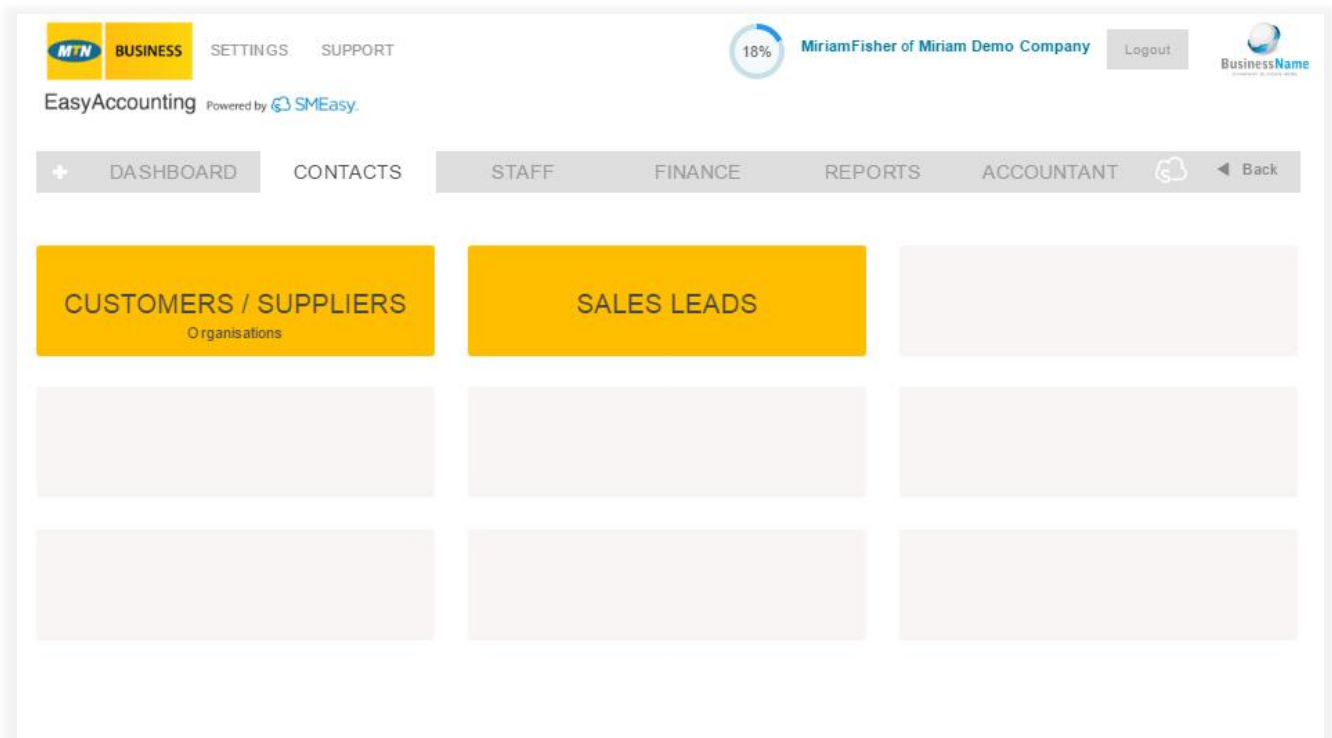 MTN BUSINESS SETTINGS SUPPORT 18% MiriamFisher of Miriam Demo Company Logout
BusinessName
EasyAccounting Powered by SMEasy.
DASHBOARD CONTACTS STAFF FINANCE REPORTS ACCOUNTANT Back
CUSTOMERS / SUPPLIERS SALES LEADS
Organisations